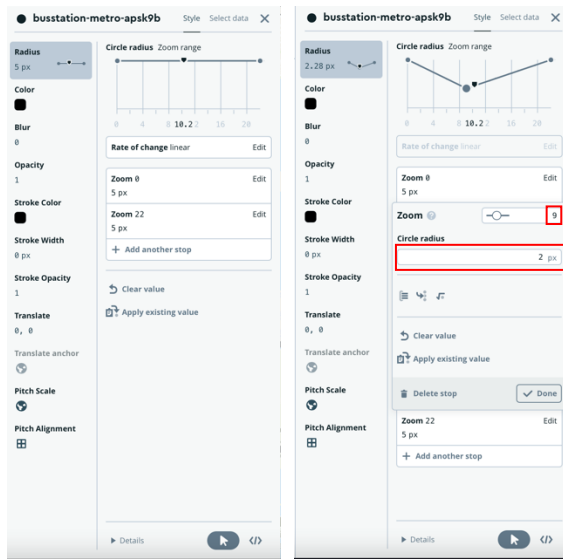 busstation-metro-apsk9b Style Select data
Radius
5 px
Color
Blur
0
Opacity
1
Stroke Color
Stroke Width
0 px
Stroke Opacity
1
Translate
0, 0
Translate anchor
Pitch Scale
Pitch Alignment
Circle radius Zoom range
0 4 8 10.2 2 16 20
Rate of change linear Edit
Zoom 0 Edit
5 px
Zoom 22 Edit
5 px
+ Add another stop
Clear value
Apply existing value
Details
</>
busstation-metro-apsk9b Style Select data
Radius
2.28 px
Color
Blur
0
Opacity
1
Stroke Color
Stroke Width
0 px
Stroke Opacity
1
Translate
0, 0
Translate anchor
Pitch Scale
Pitch Alignment
Circle radius Zoom range
0 4 8 10.2 2 16 20
Rate of change linear Edit
Zoom 0 Edit
5 px
Zoom ? 9
Circle radius
2 px
Clear value
Apply existing value
Delete stop Done
Zoom 22 Edit
5 px
+ Add another stop
Details
</>